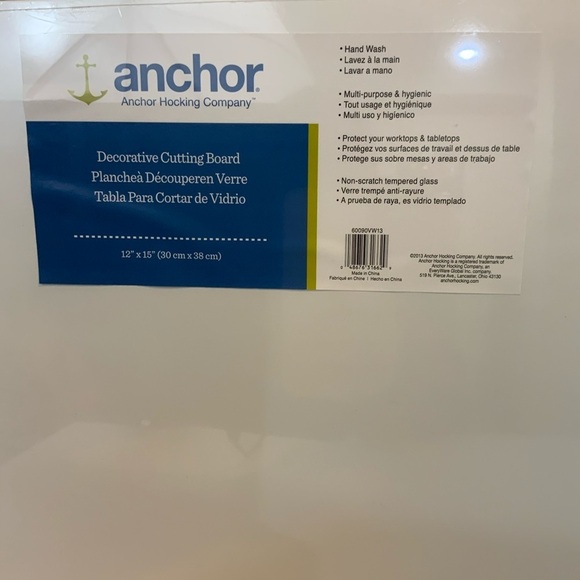 anchor®
Anchor Hocking Company™
Decorative Cutting Board
Plancheà Découperen Verre
Tabla Para Cortar de Vidrio
12" x 15" (30 cm x 38 cm)
• Hand Wash
• Lavez à la main
• Lavar a mano
• Multi-purpose & hygienic
• Tout usage et hygiénique
• Multi uso y higienico
• Protect your worktops & tabletops
• Protégez vos surfaces de travail et dessus de table
• Protege sus sobre mesas y areas de trabajo
• Non-scratch tempered glass
• Verre trempé anti-rayure
• A prueba de raya, es vidrio templado
60090VW13
Made in China
Fabriqué en China | Hecho en China
©2013 Anchor Hocking Company. All rights reserved.
Anchor Hocking is a registered trademark of
Anchor Hocking Company, an
EveryWare Global Inc. company.
519 N. Pierce Ave., Lancaster, Ohio 43130
anchorhocking.com